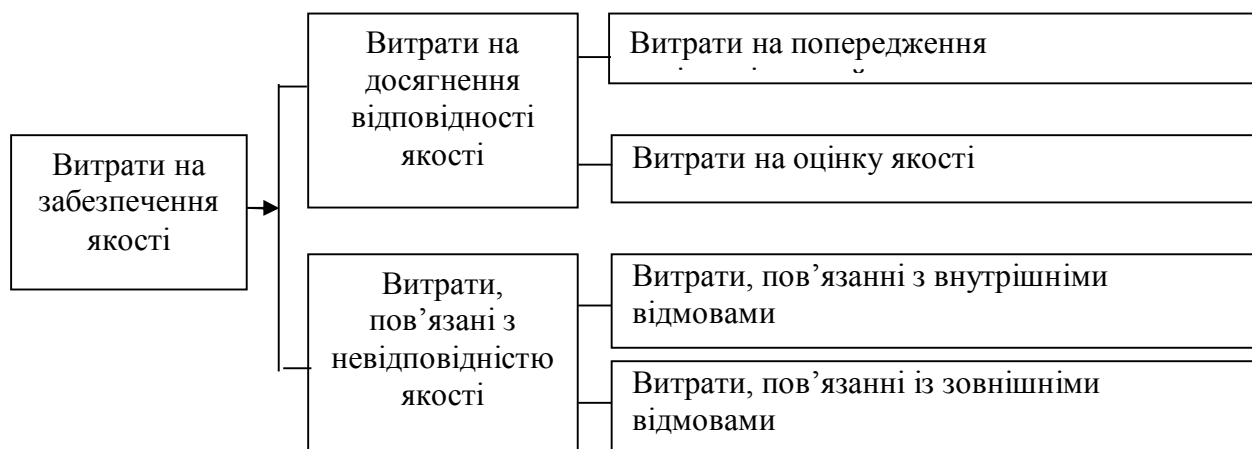 Витрати на
забезпечення
якості
Витрати на
досягнення
відповідності
якості
Витрати на попередження
Витрати на оцінку якості
Витрати,
пов’язані з
невідповідністю
якості
Витрати, пов’язанні з внутрішніми
відмовами
Витрати, пов’язанні із зовнішніми
відмовами